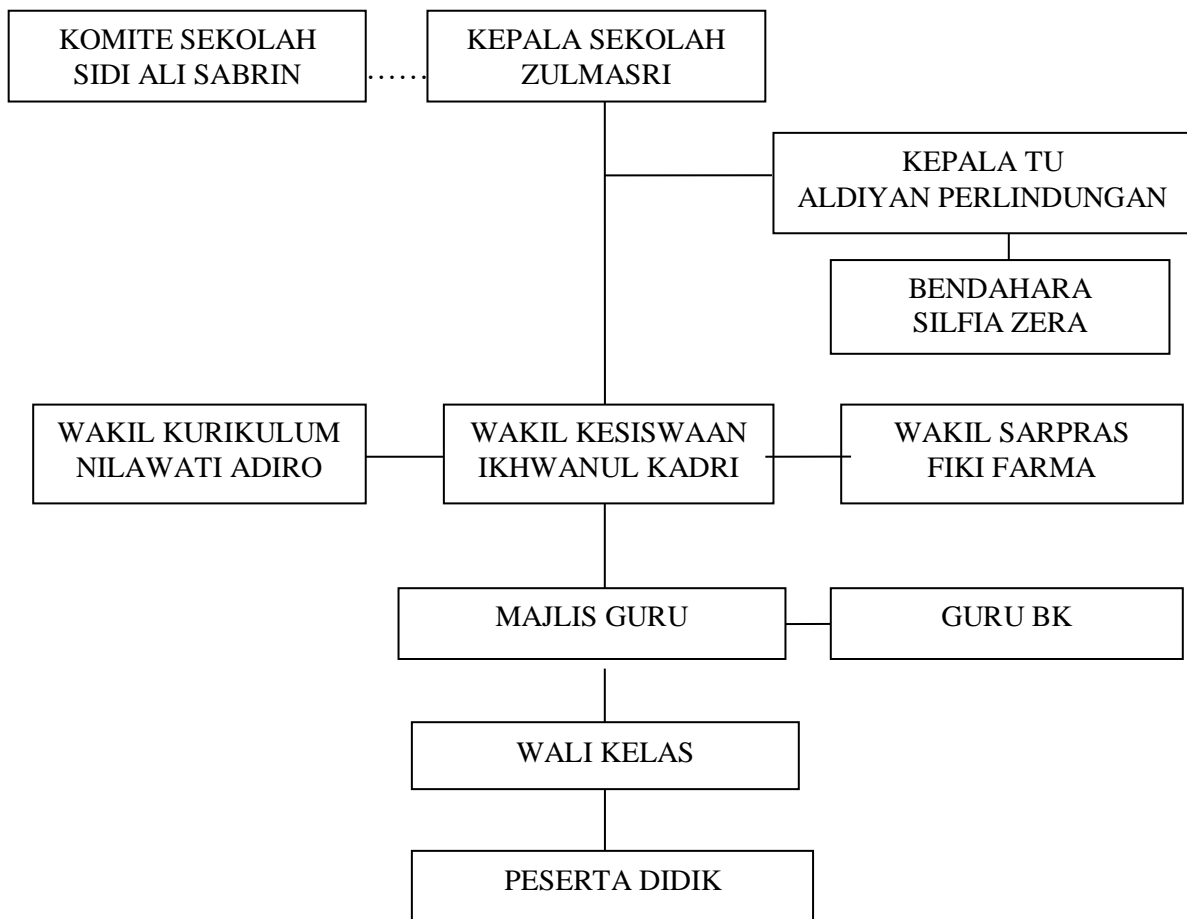 KOMITE SEKOLAH
SIDI ALI SABRIN
......
KEPALA SEKOLAH
ZULMASRI
KEPALA TU
ALDIYAN PERLINDUNGAN
BENDAHARA
SILFIA ZERA
WAKIL KURIKULUM
NILAWATI ADIRO
WAKIL KESISWAAN
IKHWANUL KADRI
WAKIL SARPRAS
FIKI FARMA
MAJLIS GURU
GURU BK
WALI KELAS
PESERTA DIDIK